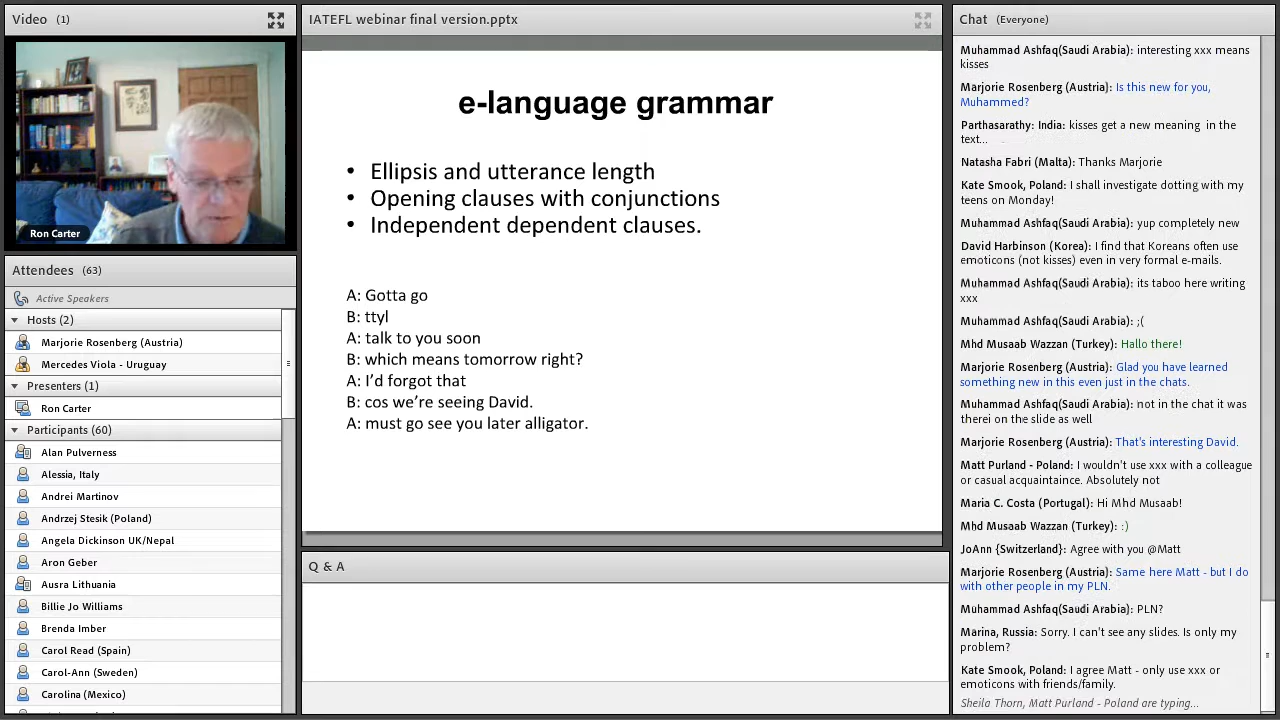 Video (1)
Ron Carter
Attendees (63)
Active Speakers
Hosts (2)
Marjorie Rosenberg (Austria)
Mercedes Viola - Uruguay
Presenters (1)
Ron Carter
Participants (60)
Alan Pulverness
Alessia, Italy
Andrei Martinov
Andrzej Stesik (Poland)
Angela Dickinson UK/Nepal
Aron Geber
Ausra Lithuania
Billie Jo Williams
Brenda Imber
Carol Read (Spain)
Carol-Ann (Sweden)
Carolina (Mexico)
IATEFL webinar final version.pptx
e-language grammar
• Ellipsis and utterance length
• Opening clauses with conjunctions
• Independent dependent clauses.
A: Gotta go
B: ttyl
A: talk to you soon
B: which means tomorrow right?
A: I’d forgot that
B: cos we’re seeing David.
A: must go see you later alligator.
Q & A
Chat (Everyone)
Muhammad Ashfaq(Saudi Arabia): interesting xxx means
kisses
Marjorie Rosenberg (Austria): Is this new for you,
Muhammed?
Parthasarathy: India: kisses get a new meaning in the
text...
Natasha Fabri (Malta): Thanks Marjorie
Kate Smook, Poland: I shall investigate dotting with my
teens on Monday!
Muhammad Ashfaq(Saudi Arabia): yup completely new
David Harbinson (Korea): I find that Koreans often use
emoticons (not kisses) even in very formal e-mails.
Muhammad Ashfaq(Saudi Arabia): its taboo here writing
xxx
Muhammad Ashfaq(Saudi Arabia): ;(
Mhd Musaab Wazzan (Turkey): Hallo there!
Marjorie Rosenberg (Austria): Glad you have learned
something new in this even just in the chats.
Muhammad Ashfaq(Saudi Arabia): not in the chat it was
therei on the slide as well
Marjorie Rosenberg (Austria): That's interesting David.
Matt Purland - Poland: I wouldn't use xxx with a colleague
or casual acquaintaince. Absolutely not
Maria C. Costa (Portugal): Hi Mhd Musaab!
Mhd Musaab Wazzan (Turkey): :)
JoAnn {Switzerland}: Agree with you @Matt
Marjorie Rosenberg (Austria): Same here Matt - but I do
with other people in my PLN.
Muhammad Ashfaq(Saudi Arabia): PLN?
Marina, Russia: Sorry. I can't see any slides. Is only my
problem?
Kate Smook, Poland: I agree Matt - only use xxx or
emoticons with friends/family.
Sheila Thorn, Matt Purland - Poland are typing...